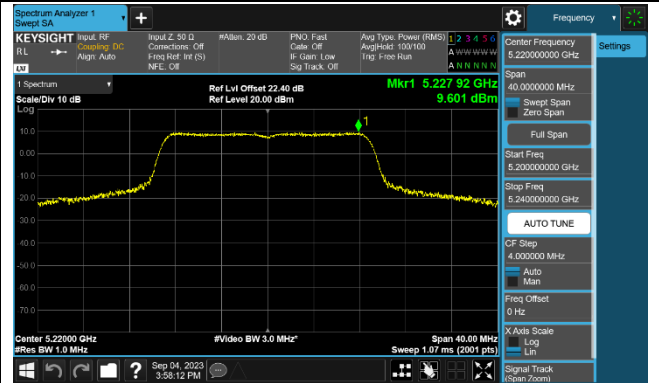 Spectrum Analyzer 1
Swept SA
Frequency
KEYSIGHT
RL
LXI
Input: RF
Coupling: DC
Align: Auto
Input Z: 50 Ω
Corrections: Off
Freq Ref: Int (S)
NFE: Off
#Atten: 20 dB
PNO: Fast
Gate: Off
IF Gain: Low
Sig Track: Off
Avg Type: Power (RMS)
Avg|Hold: 100/100
Trig: Free Run
1 2 3 4 5 6
A W W W W W
A N N N N N
1 Spectrum
Scale/Div 10 dB
Log
Ref Lvl Offset 22.40 dB
Ref Level 20.00 dBm
Mkr1 5.227 92 GHz
9.601 dBm
1
10.0
0.00
-10.0
-20.0
-30.0
-40.0
-50.0
-60.0
-70.0
Center 5.22000 GHz
#Res BW 1.0 MHz
#Video BW 3.0 MHz*
Span 40.00 MHz
Sweep 1.07 ms (2001 pts)
Sep 04, 2023
3:58:12 PM
Center Frequency
5.220000000 GHz
Settings
Span
40.0000000 MHz
Swept Span
Zero Span
Full Span
Start Freq
5.200000000 GHz
Stop Freq
5.240000000 GHz
AUTO TUNE
CF Step
4.000000 MHz
Auto
Man
Freq Offset
0 Hz
X Axis Scale
Log
Lin
Signal Track
(Span Zoom)